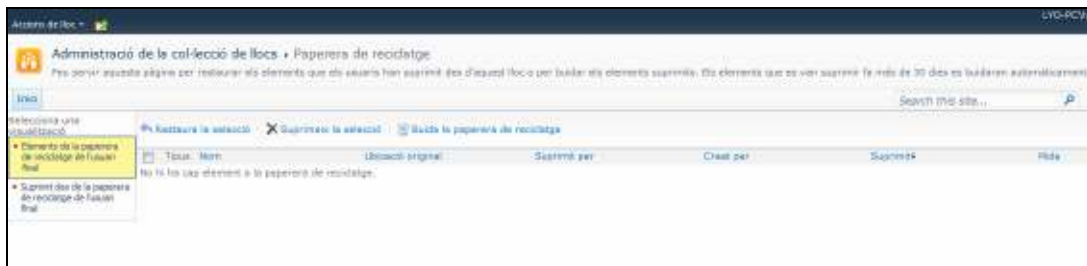 Accions de lloc
LYO-PCV
Administració de la col·lecció de llocs › Paperera de reciclatge
Feu servir aquesta pàgina per restaurar els elements que els usuaris han suprimit des d'aquest lloc o per buidar els elements suprimits. Els elements que es van suprimir fa més de 30 dies es buidaran automàticament
Inici
Search this site...
Selecciona una
visualització
Restaura la selecció
Suprimeix la selecció
Buida la paperera de reciclatge
Elements de la paperera
de reciclatge de l'usuari
final
Tipus Nom Ubicació original Suprimit per Creat per Suprimit Mida
No hi ha cap element a la paperera de reciclatge.
Suprimit des de la paperera
de reciclatge de l'usuari
final